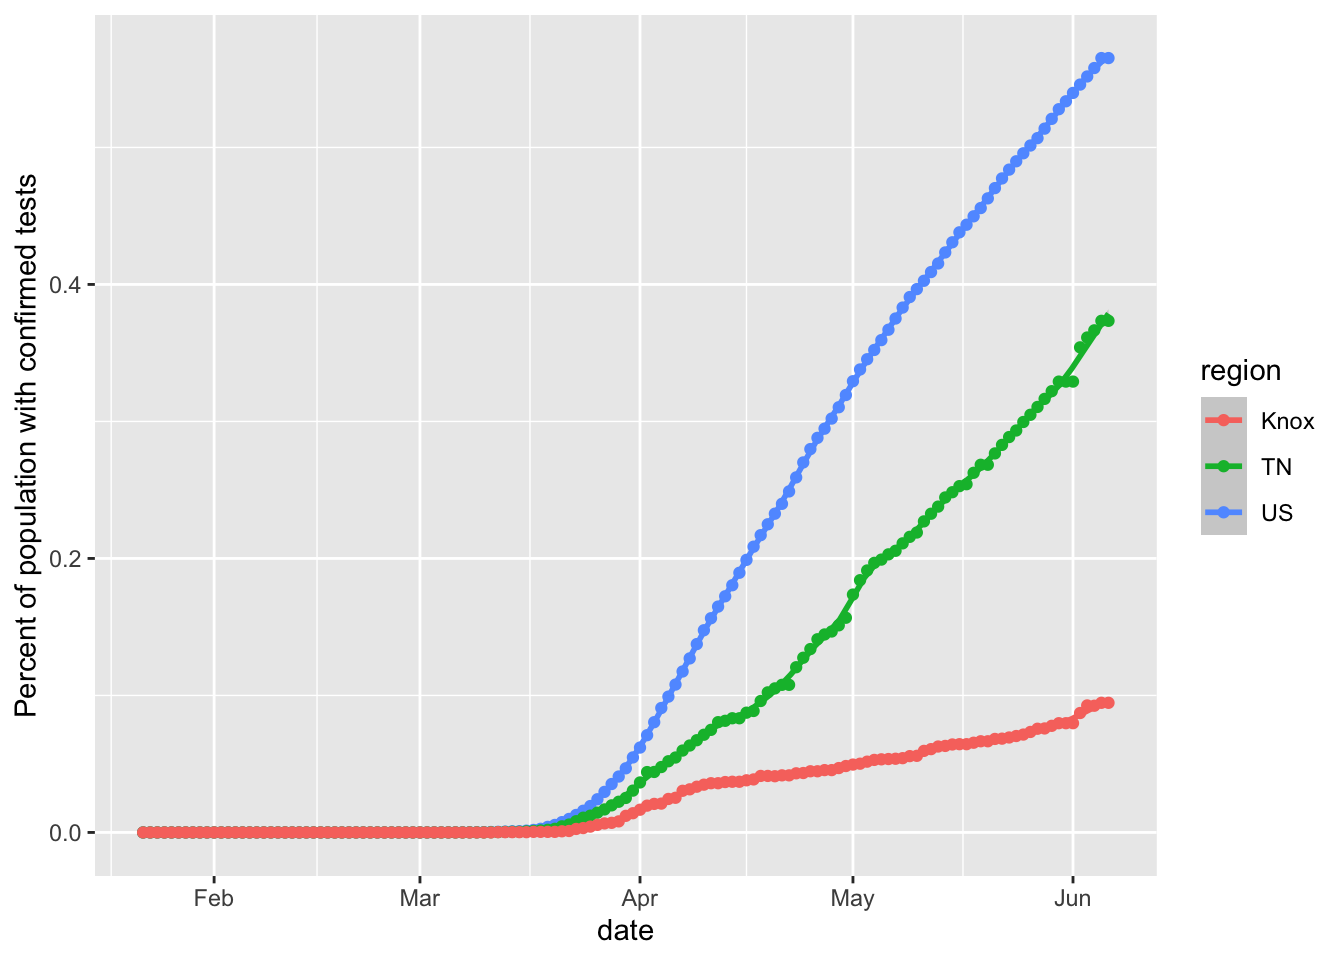 Percent of population with confirmed tests
0.4
0.2
0.0
Feb
Mar
Apr
May
Jun
date
region
Knox
TN
US